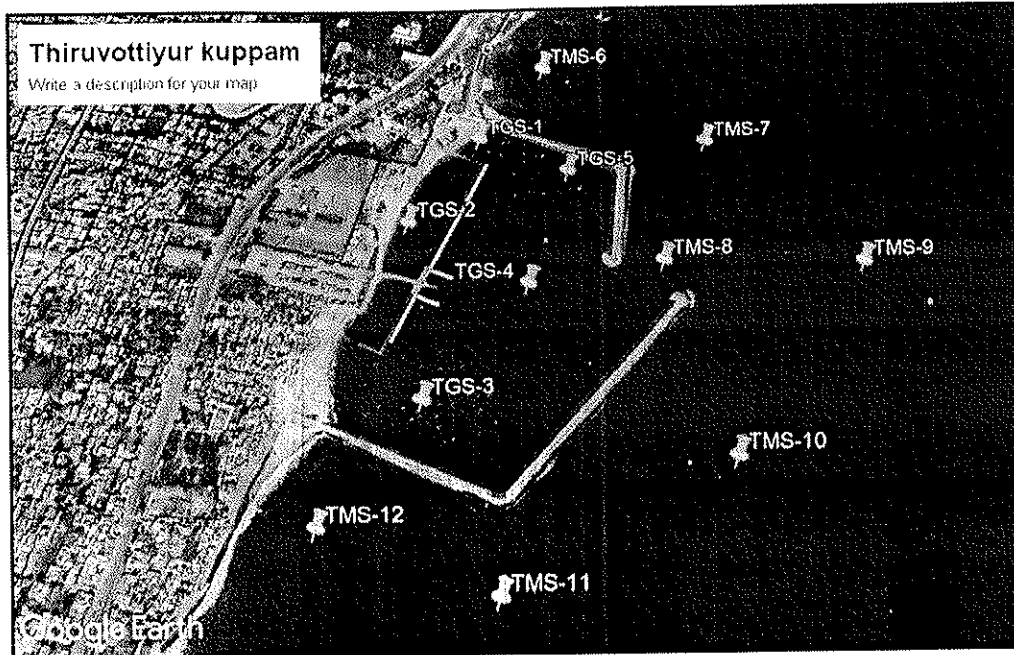 Thiruvottiyur kuppam
Write a description for your map
TMS-6
TGS-1
TMS-7
TGS-5
TGS-2
TMS-8
TMS-9
TGS-4
TGS-3
TMS-10
TMS-12
TMS-11
Google Earth